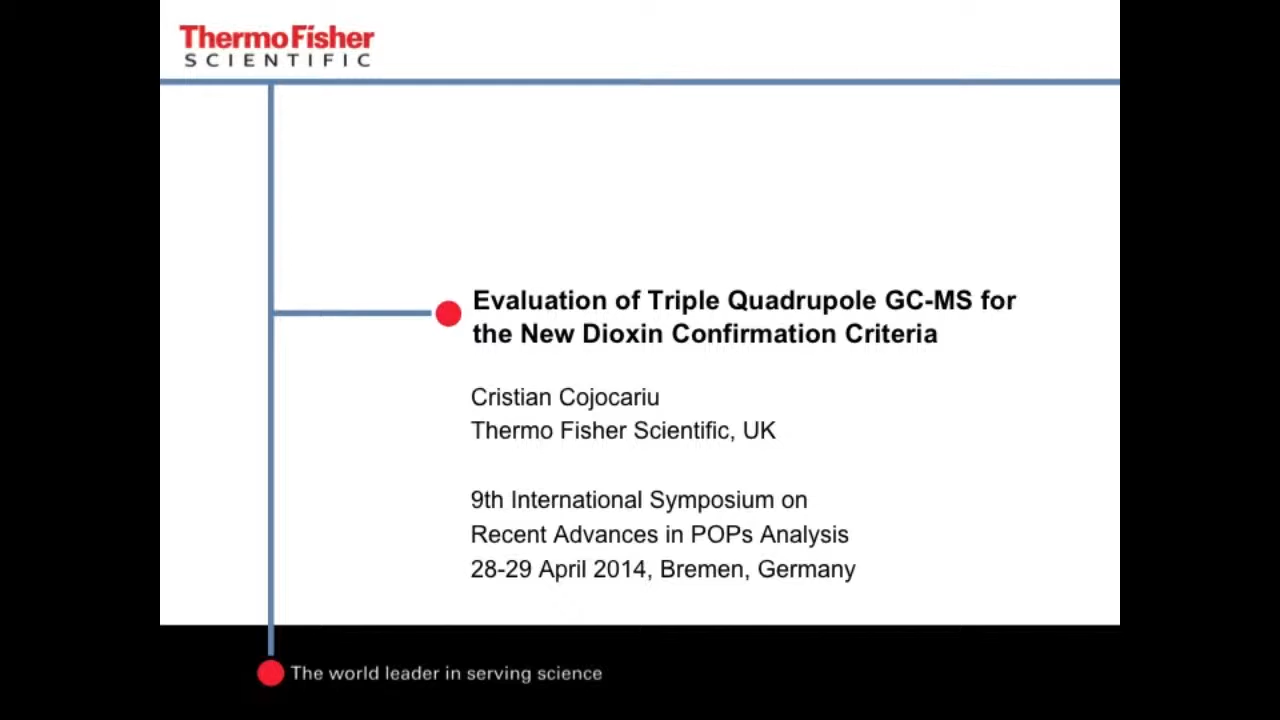 ThermoFisher
SCIENTIFIC
Evaluation of Triple Quadrupole GC-MS for
the New Dioxin Confirmation Criteria
Cristian Cojocariu
Thermo Fisher Scientific, UK
9th International Symposium on
Recent Advances in POPs Analysis
28-29 April 2014, Bremen, Germany
The world leader in serving science